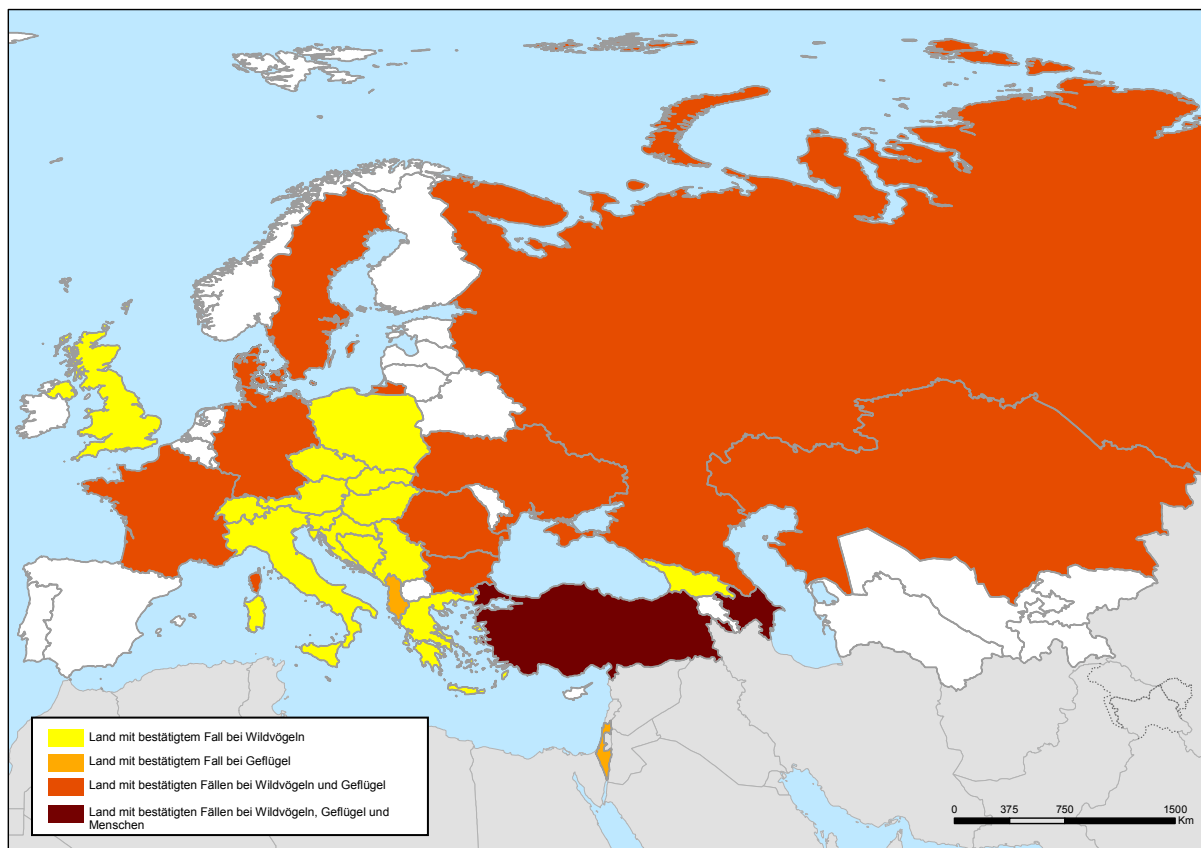 Land mit bestätigtem Fall bei Wildvögeln
Land mit bestätigtem Fall bei Geflügel
Land mit bestätigten Fällen bei Wildvögeln und Geflügel
Land mit bestätigten Fällen bei Wildvögeln, Geflügel und
Menschen
0 375 750 1500
Km